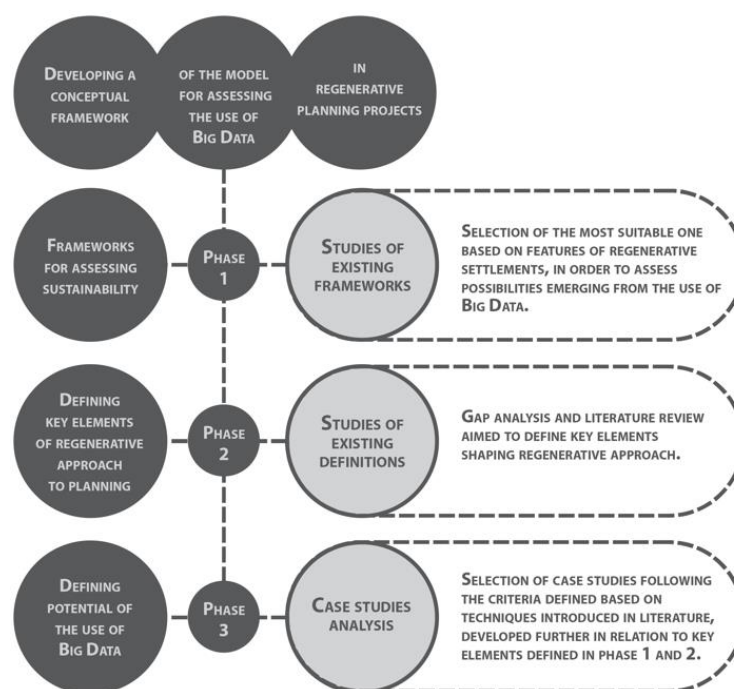 Developing a
conceptual
framework
of the model
for assessing
the use of
Big Data
in
regenerative
planning projects
Frameworks
for assessing
sustainability
Phase
1
Studies of
existing
frameworks
Selection of the most suitable one
based on features of regenerative
settlements, in order to assess
possibilities emerging from the use of
Big Data.
Defining
key elements
of regenerative
approach
to planning
Phase
2
Studies of
existing
definitions
Gap analysis and literature review
aimed to define key elements
shaping regenerative approach.
Defining
potential of
the use of
Big Data
Phase
3
Case studies
analysis
Selection of case studies following
the criteria defined based on
techniques introduced in literature,
developed further in relation to key
elements defined in phase 1 and 2.